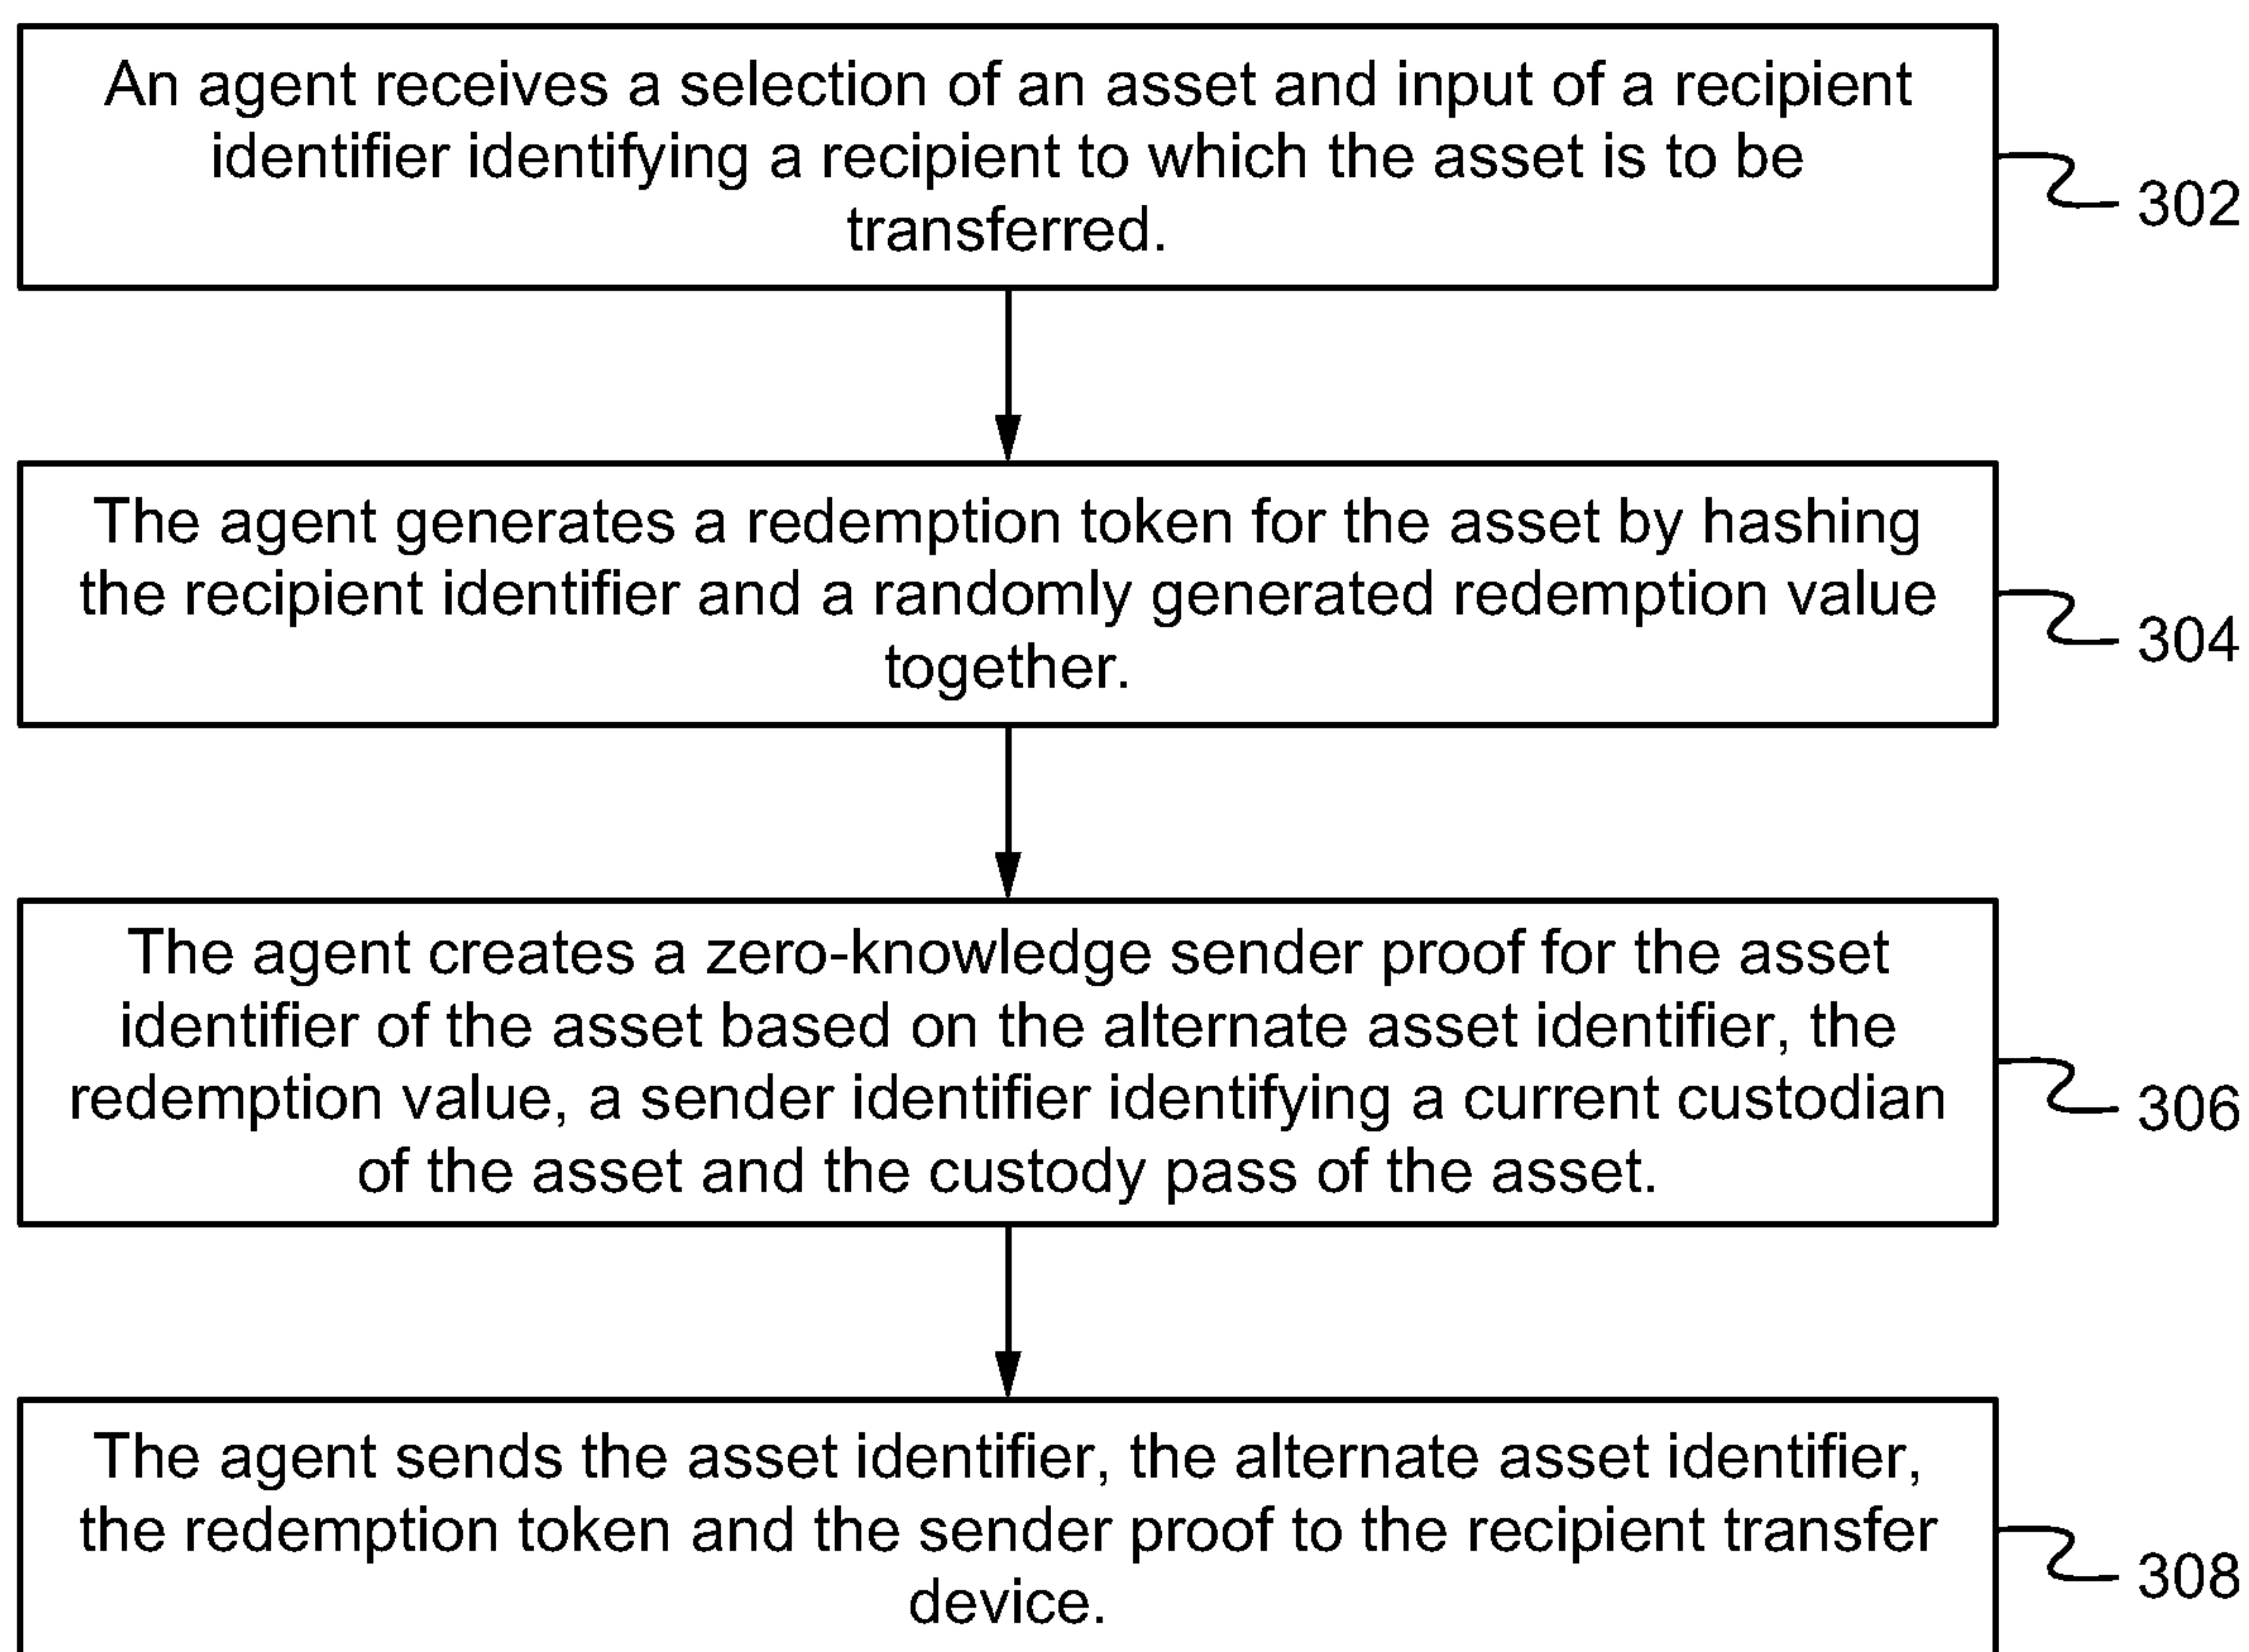 An agent receives a selection of an asset and input of a recipient
identifier identifying a recipient to which the asset is to be
transferred.
302
The agent generates a redemption token for the asset by hashing
the recipient identifier and a randomly generated redemption value
together.
304
The agent creates a zero-knowledge sender proof for the asset
identifier of the asset based on the alternate asset identifier, the
redemption value, a sender identifier identifying a current custodian
of the asset and the custody pass of the asset.
306
The agent sends the asset identifier, the alternate asset identifier,
the redemption token and the sender proof to the recipient transfer
device.
308